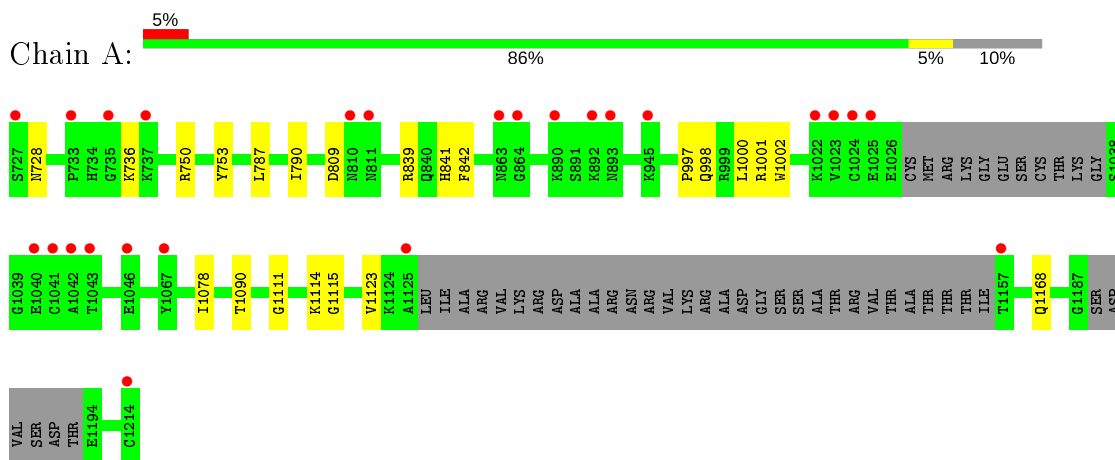 5%
Chain A:
86% 5% 10%
S727 N728 P733 H734 G735 K736 K737 R750 Y753 L787 I790 D809 N810 N811 R839 Q840 H841 F842 N863 G864 K890 S891 K892 N893 K945 P997 Q998 R999 L1000 R1001 W1002 K1022 V1023 C1024 E1025 E1026 CYS MET ARG LYS GLY GLU SER CYS THR LYS GLY S1038
G1039 E1040 C1041 A1042 T1043 E1046 Y1067 I1078 T1090 G1111 K1114 G1115 V1123 K1124 A1125 LEU ILE ALA ARG VAL LYS ARG ASP ALA ALA ARG ASN ARG VAL LYS ARG ALA ASP GLY SER SER ALA THR ARG VAL THR ALA THR THR THR ILE T1157 Q1168 G1187 SER ASP
VAL SER ASP THR E1194 C1214